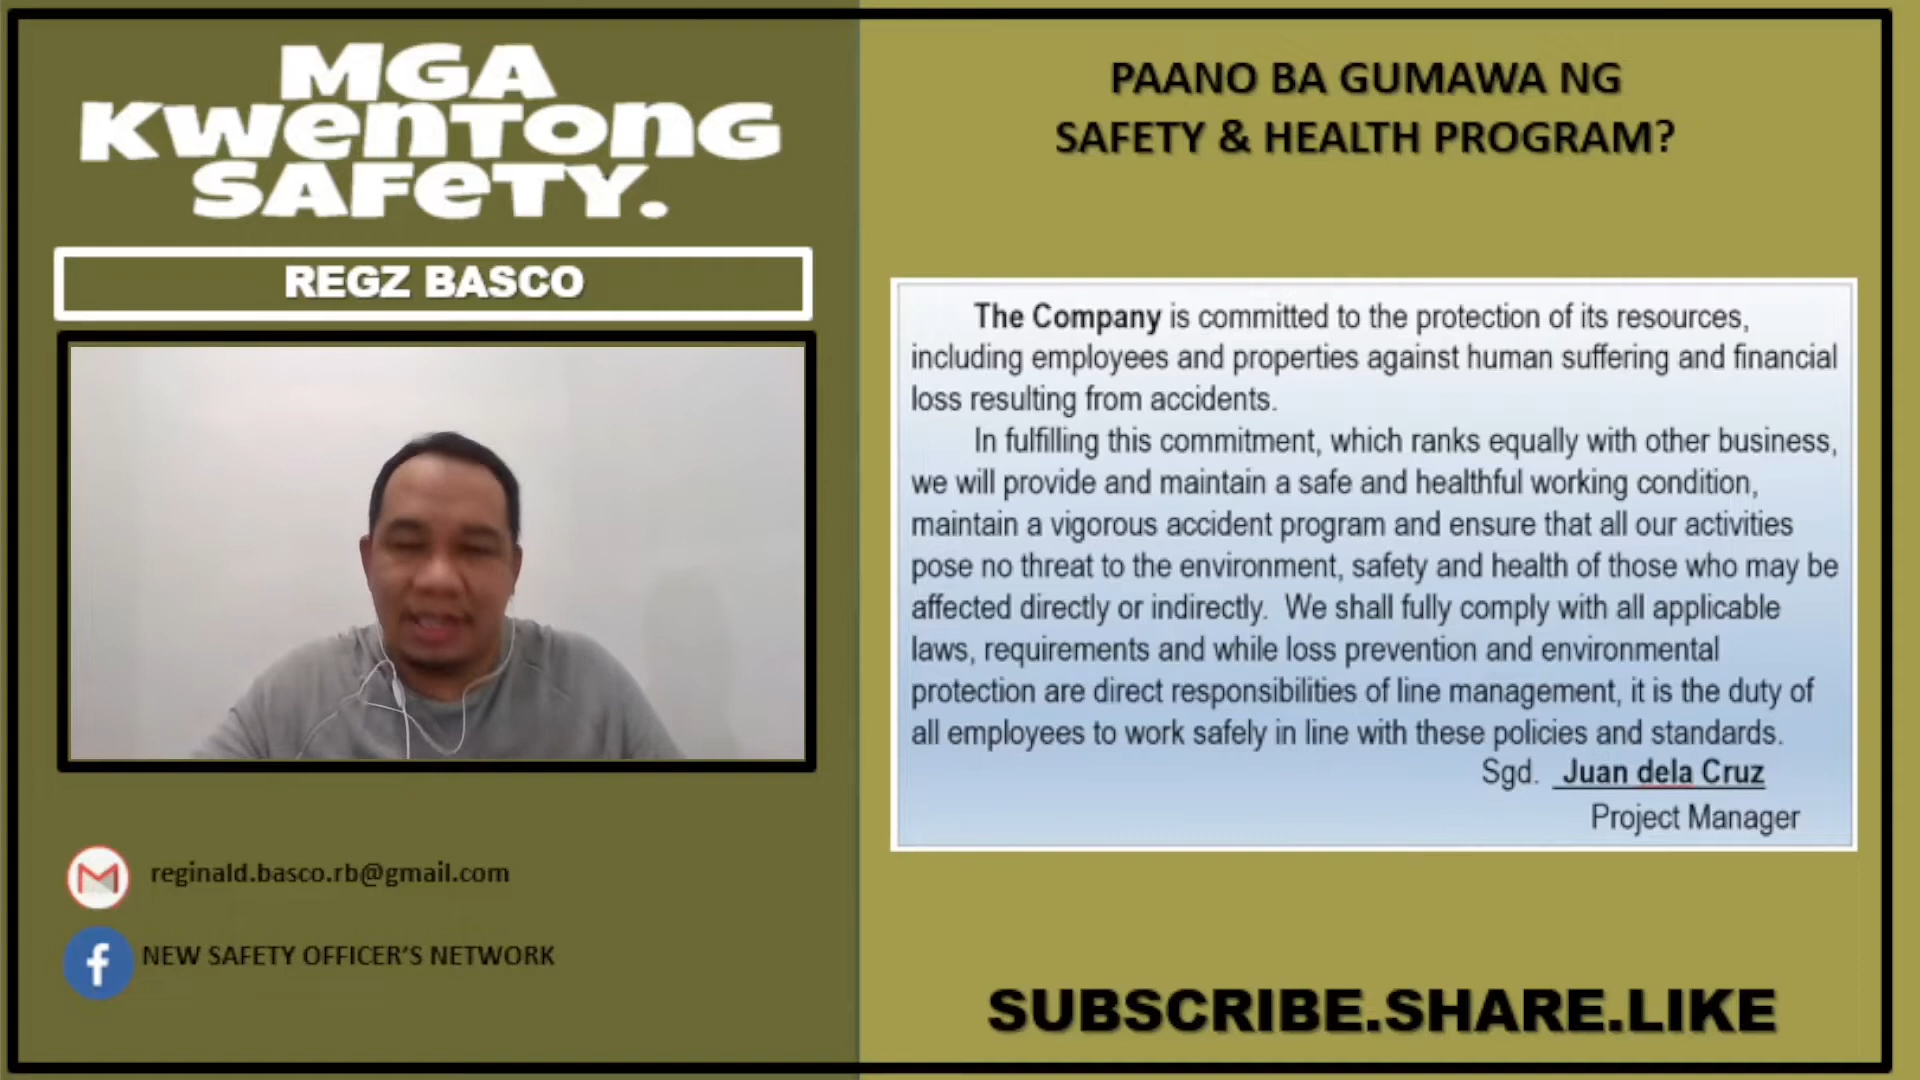 MGA
KWENTONG
SAFETY.
REGZ BASCO
reginald.basco.rb@gmail.com
NEW SAFETY OFFICER'S NETWORK
PAANO BA GUMAWA NG
SAFETY & HEALTH PROGRAM?
The Company is committed to the protection of its resources,
including employees and properties against human suffering and financial
loss resulting from accidents.
In fulfilling this commitment, which ranks equally with other business,
we will provide and maintain a safe and healthful working condition,
maintain a vigorous accident program and ensure that all our activities
pose no threat to the environment, safety and health of those who may be
affected directly or indirectly. We shall fully comply with all applicable
laws, requirements and while loss prevention and environmental
protection are direct responsibilities of line management, it is the duty of
all employees to work safely in line with these policies and standards.
Sgd. Juan dela Cruz
Project Manager
SUBSCRIBE.SHARE.LIKE